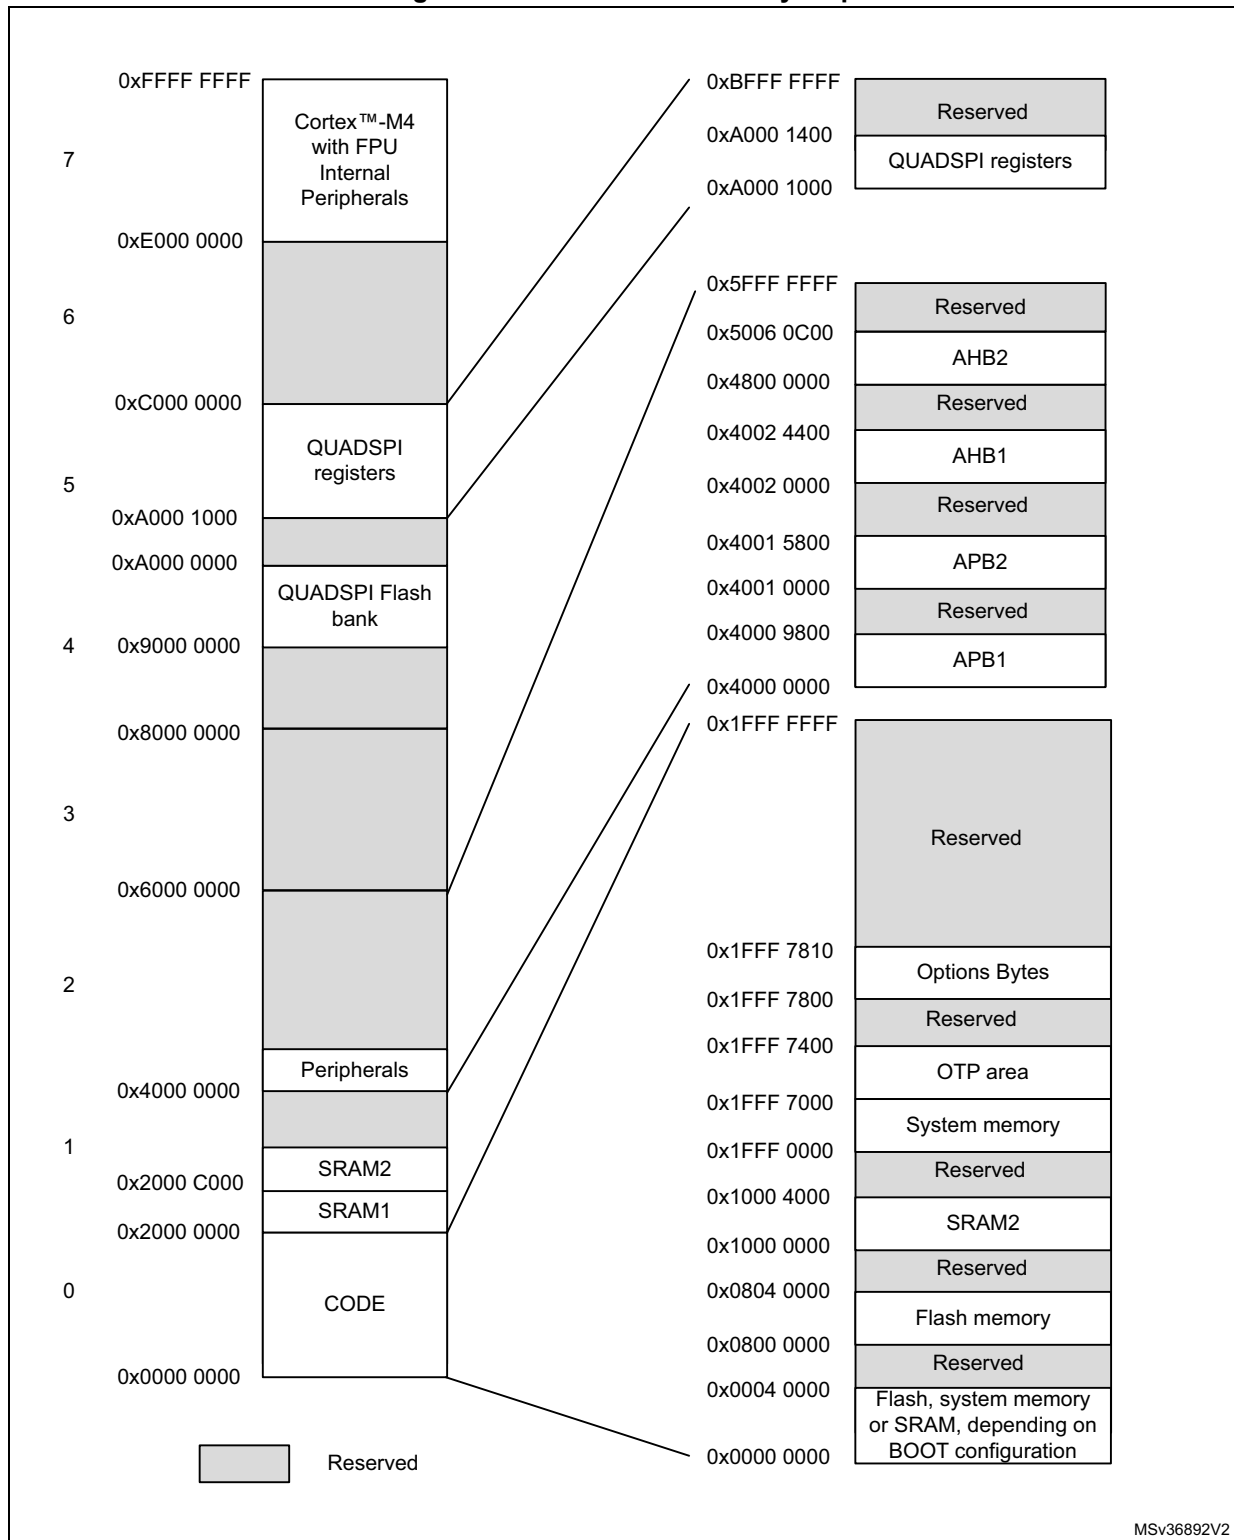 0xFFFF FFFF
Cortex™-M4
with FPU
Internal
Peripherals
7
0xE000 0000
6
0xC000 0000
QUADSPI
registers
5
0xA000 1000
0xA000 0000
QUADSPI Flash
bank
4
0x9000 0000
0x8000 0000
3
0x6000 0000
2
Peripherals
0x4000 0000
1
SRAM2
0x2000 C000
SRAM1
0x2000 0000
0
CODE
0x0000 0000
Reserved
0xBFFF FFFF
Reserved
0xA000 1400
QUADSPI registers
0xA000 1000
0x5FFF FFFF
Reserved
0x5006 0C00
AHB2
0x4800 0000
Reserved
0x4002 4400
AHB1
0x4002 0000
Reserved
0x4001 5800
APB2
0x4001 0000
Reserved
0x4000 9800
APB1
0x4000 0000
0x1FFF FFFF
Reserved
0x1FFF 7810
Options Bytes
0x1FFF 7800
Reserved
0x1FFF 7400
OTP area
0x1FFF 7000
System memory
0x1FFF 0000
Reserved
0x1000 4000
SRAM2
0x1000 0000
Reserved
0x0804 0000
Flash memory
0x0800 0000
Reserved
0x0004 0000
Flash, system memory
or SRAM, depending on
BOOT configuration
0x0000 0000
MSv36892V2